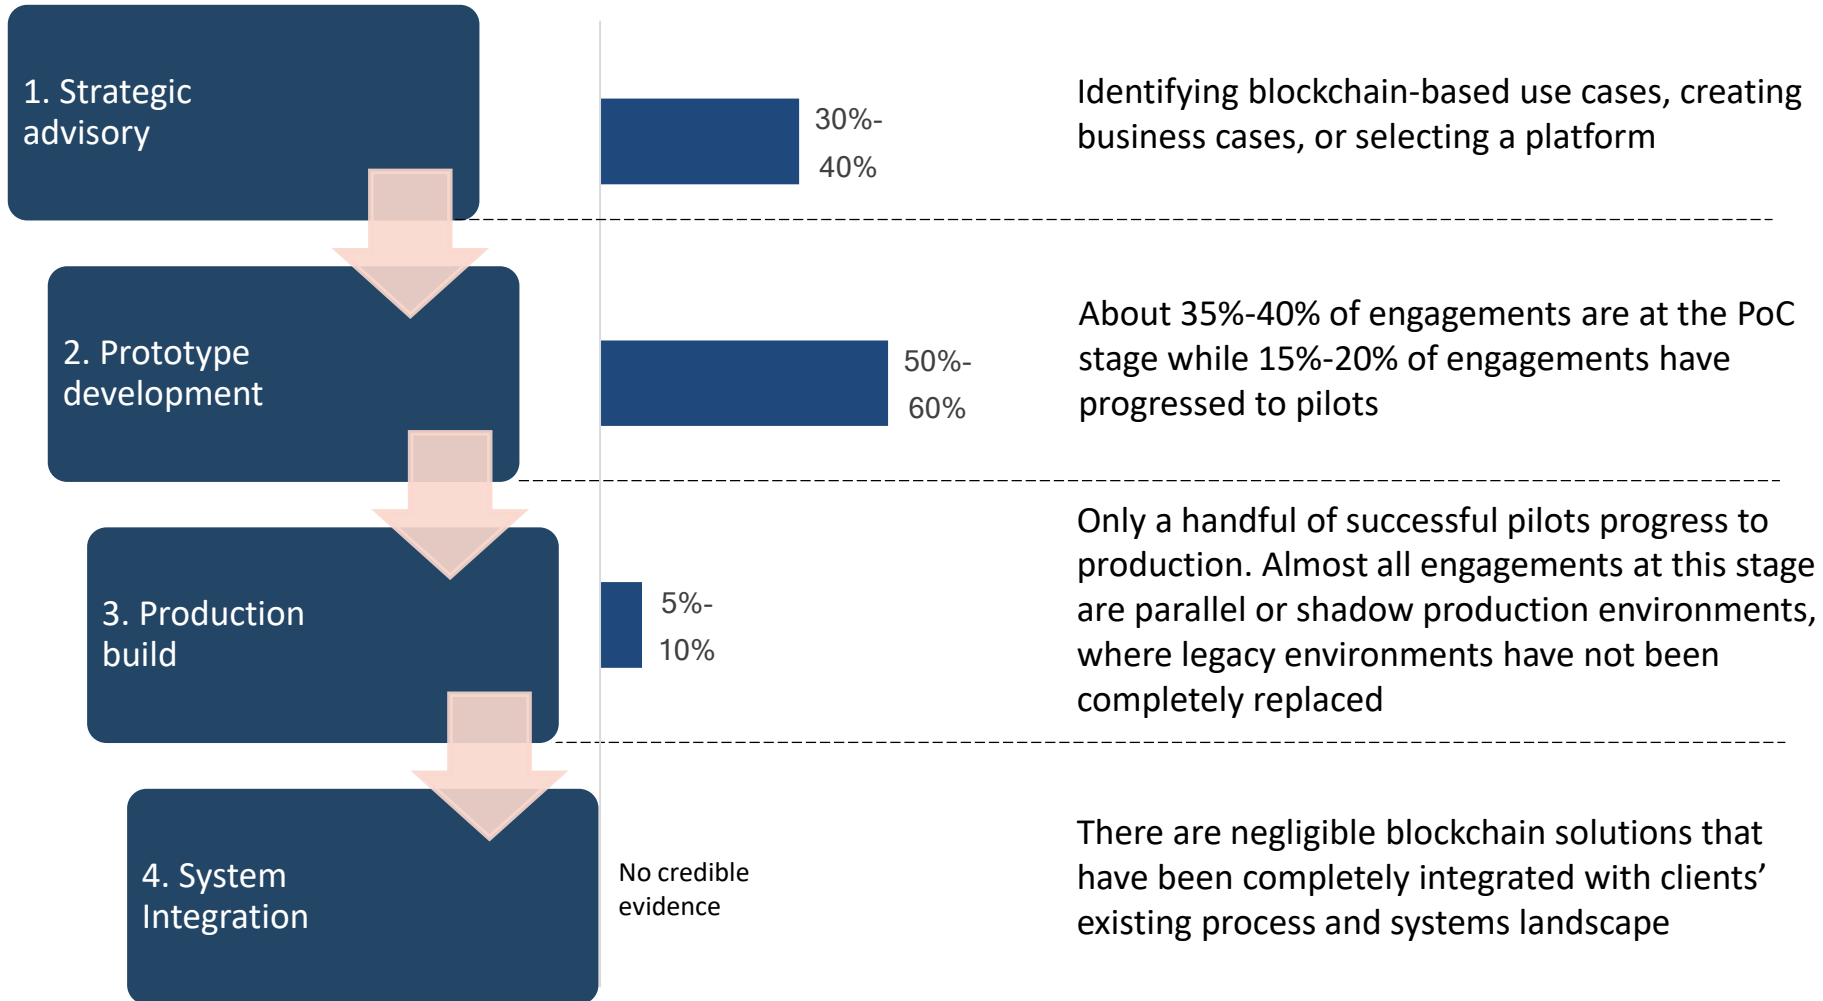 1. Strategic
advisory
30%-
40%
Identifying blockchain-based use cases, creating
business cases, or selecting a platform
2. Prototype
development
50%-
60%
About 35%-40% of engagements are at the PoC
stage while 15%-20% of engagements have
progressed to pilots
3. Production
build
5%-
10%
Only a handful of successful pilots progress to
production. Almost all engagements at this stage
are parallel or shadow production environments,
where legacy environments have not been
completely replaced
4. System
Integration
No credible
evidence
There are negligible blockchain solutions that
have been completely integrated with clients’
existing process and systems landscape